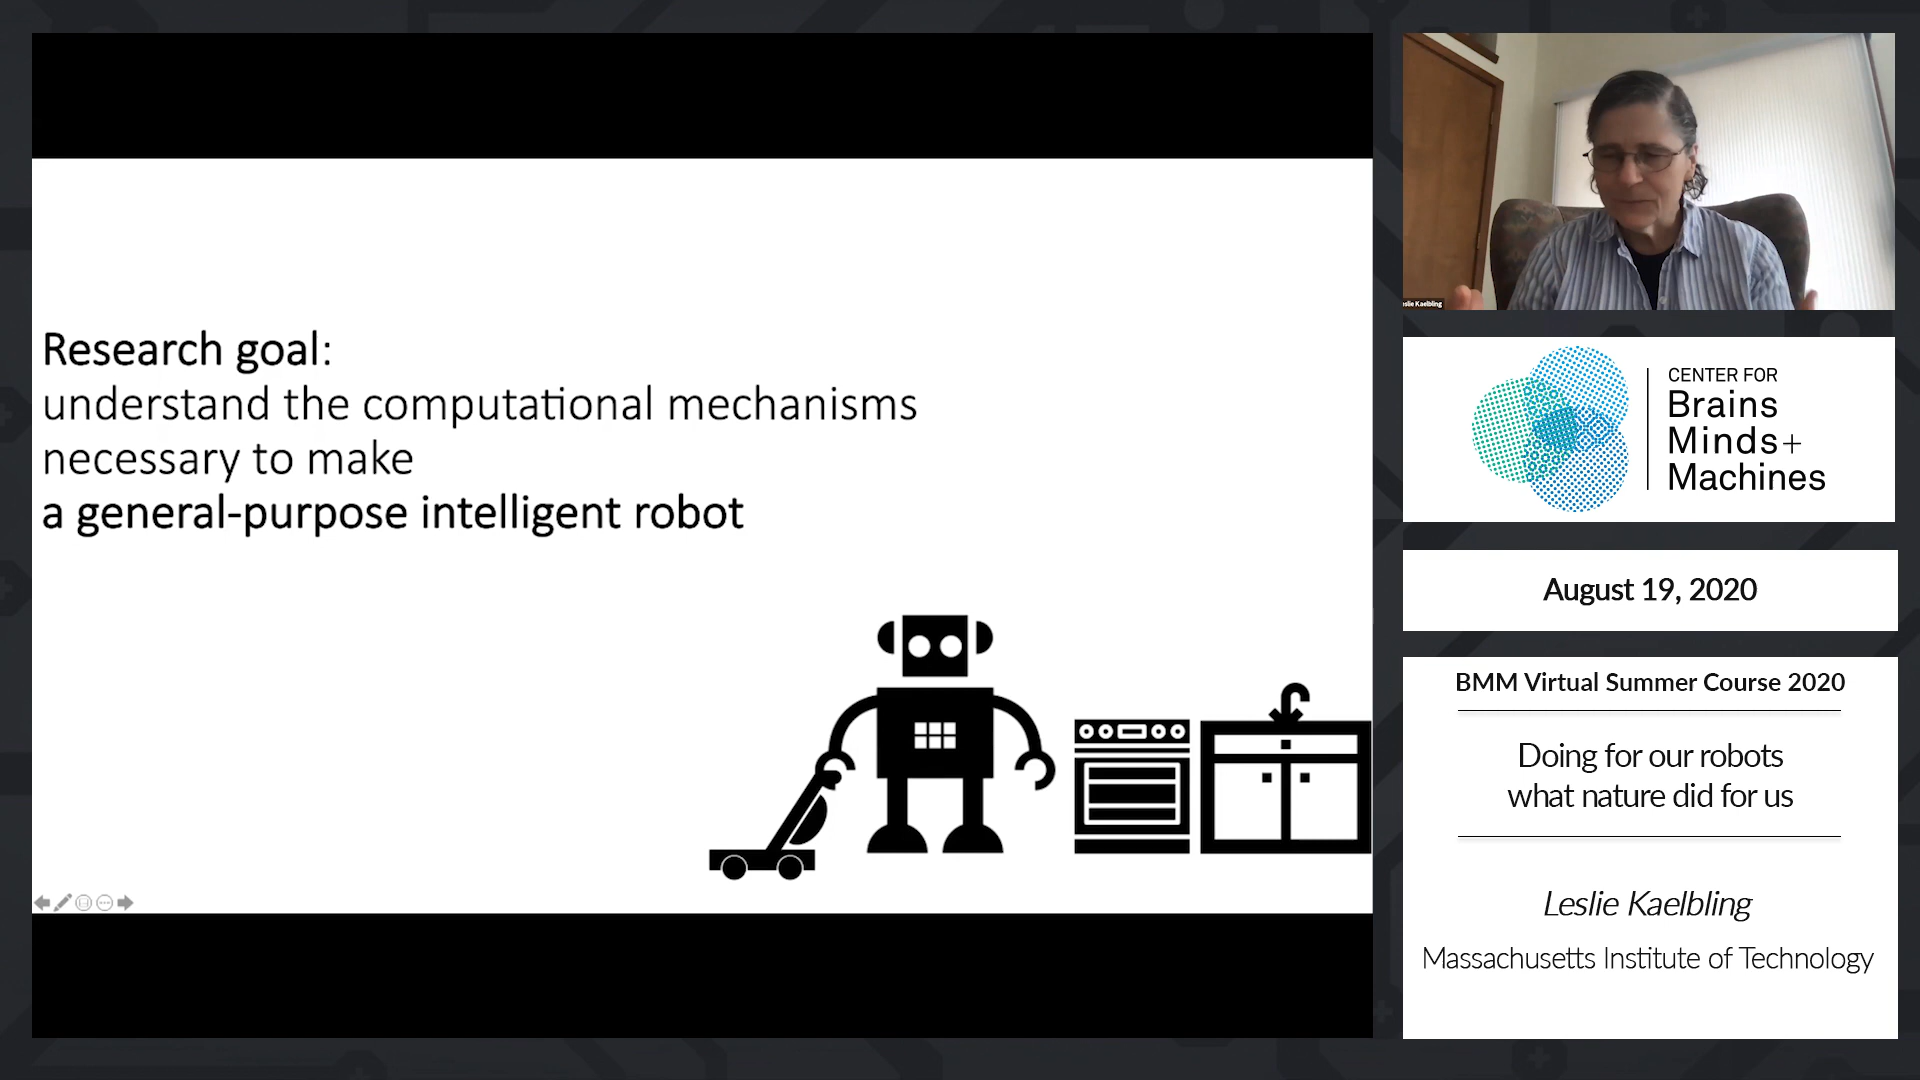 Research goal:
understand the computational mechanisms
necessary to make
a general-purpose intelligent robot
eslie Kaelbling
CENTER FOR
Brains
Minds+
Machines
August 19, 2020
BMM Virtual Summer Course 2020
Doing for our robots
what nature did for us
Leslie Kaelbling
Massachusetts Institute of Technology